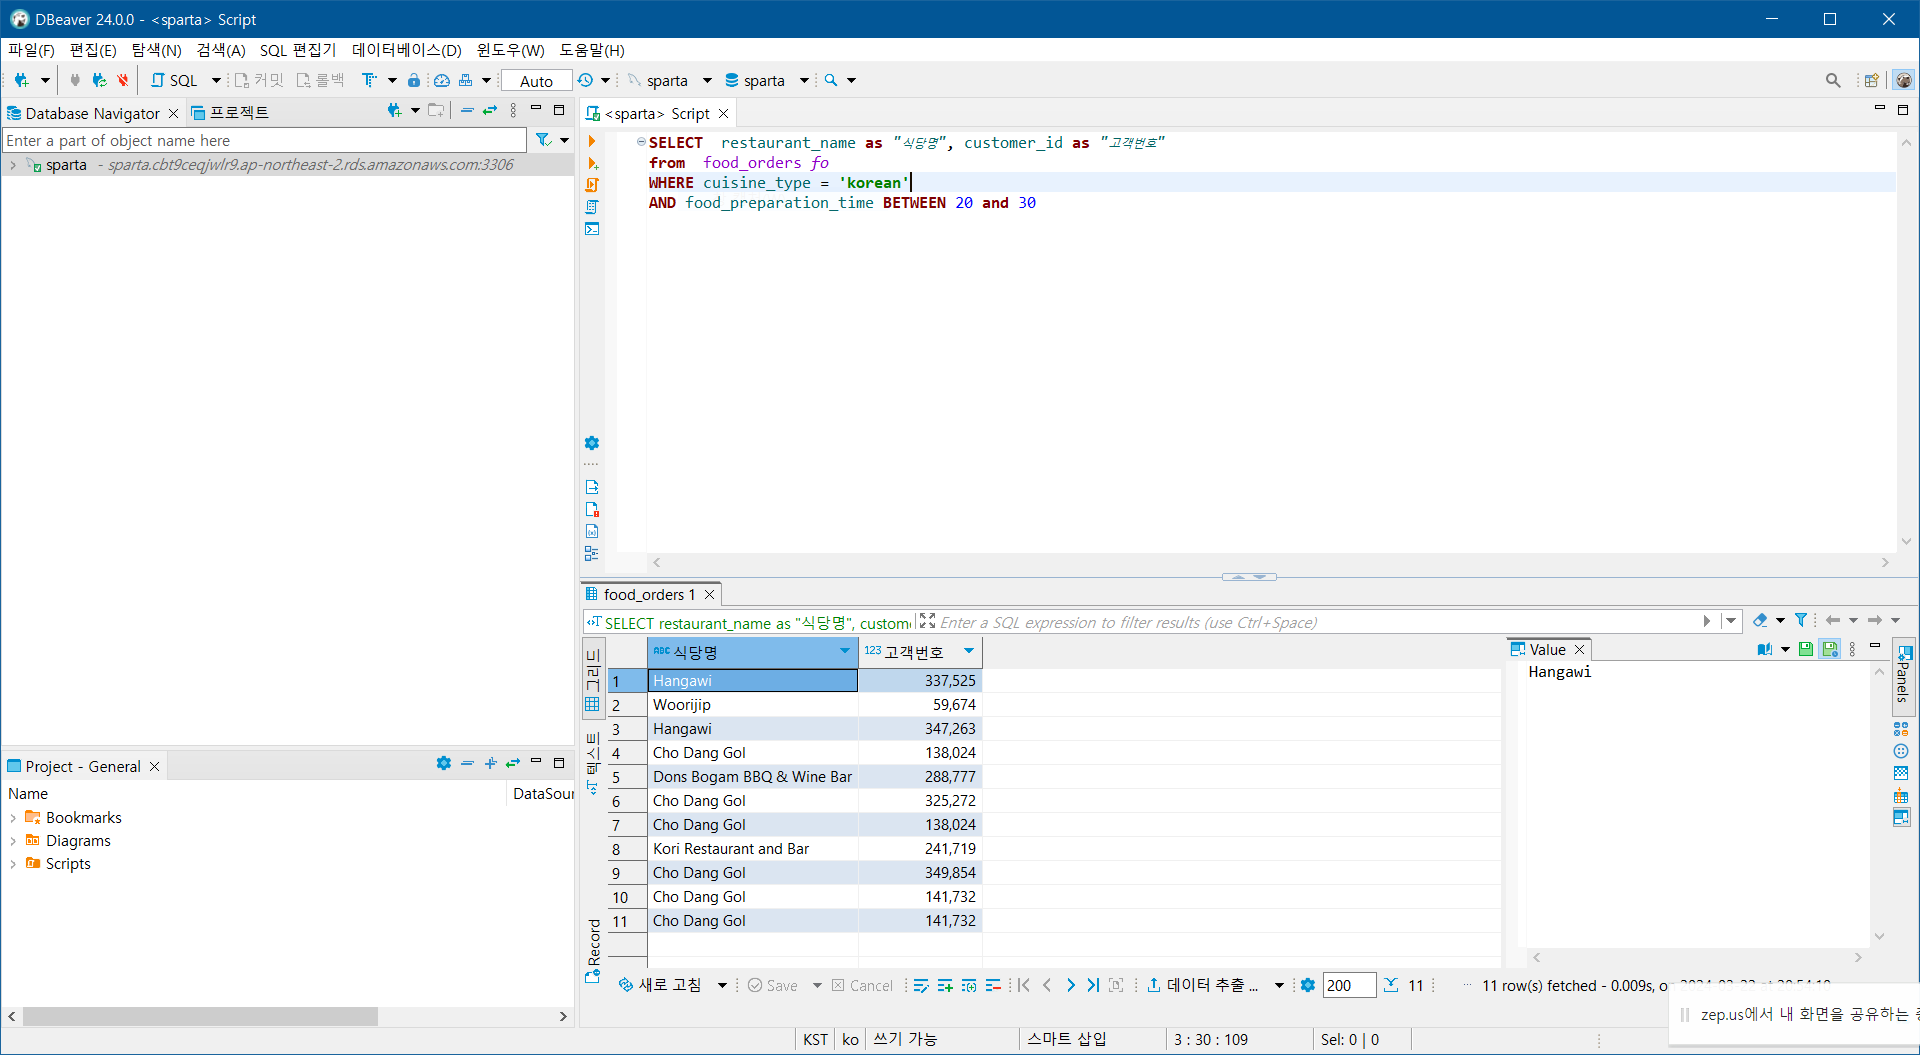 DBeaver 24.0.0 - <sparta> Script
파일(F) 편집(E) 탐색(N) 검색(A) SQL 편집기 데이터베이스(D) 윈도우(W) 도움말(H)
SQL 커밋 롤백 Auto sparta sparta
Database Navigator 프로젝트
Enter a part of object name here
sparta - sparta.cbt9ceqjwlr9.ap-northeast-2.rds.amazonaws.com:3306
Project - General
Name DataSour
Bookmarks
Diagrams
Scripts
<sparta> Script
SELECT restaurant_name as "식당명", customer_id as "고객번호"
from food_orders fo
WHERE cuisine_type = 'korean'
AND food_preparation_time BETWEEN 20 and 30
food_orders 1
SELECT restaurant_name as "식당명", custome Enter a SQL expression to filter results (use Ctrl+Space)
그리드
텍스트
Record
ABC 식당명 123 고객번호
1 Hangawi 337,525
2 Woorijip 59,674
3 Hangawi 347,263
4 Cho Dang Gol 138,024
5 Dons Bogam BBQ & Wine Bar 288,777
6 Cho Dang Gol 325,272
7 Cho Dang Gol 138,024
8 Kori Restaurant and Bar 241,719
9 Cho Dang Gol 349,854
10 Cho Dang Gol 141,732
11 Cho Dang Gol 141,732
Value
Hangawi
Panels
새로 고침 Save Cancel 데이터 추출 ... 200 11 11 row(s) fetched - 0.009s, o
zep.us에서 내 화면을 공유하는
KST ko 쓰기 가능 스마트 삽입 3 : 30 : 109 Sel: 0 | 0